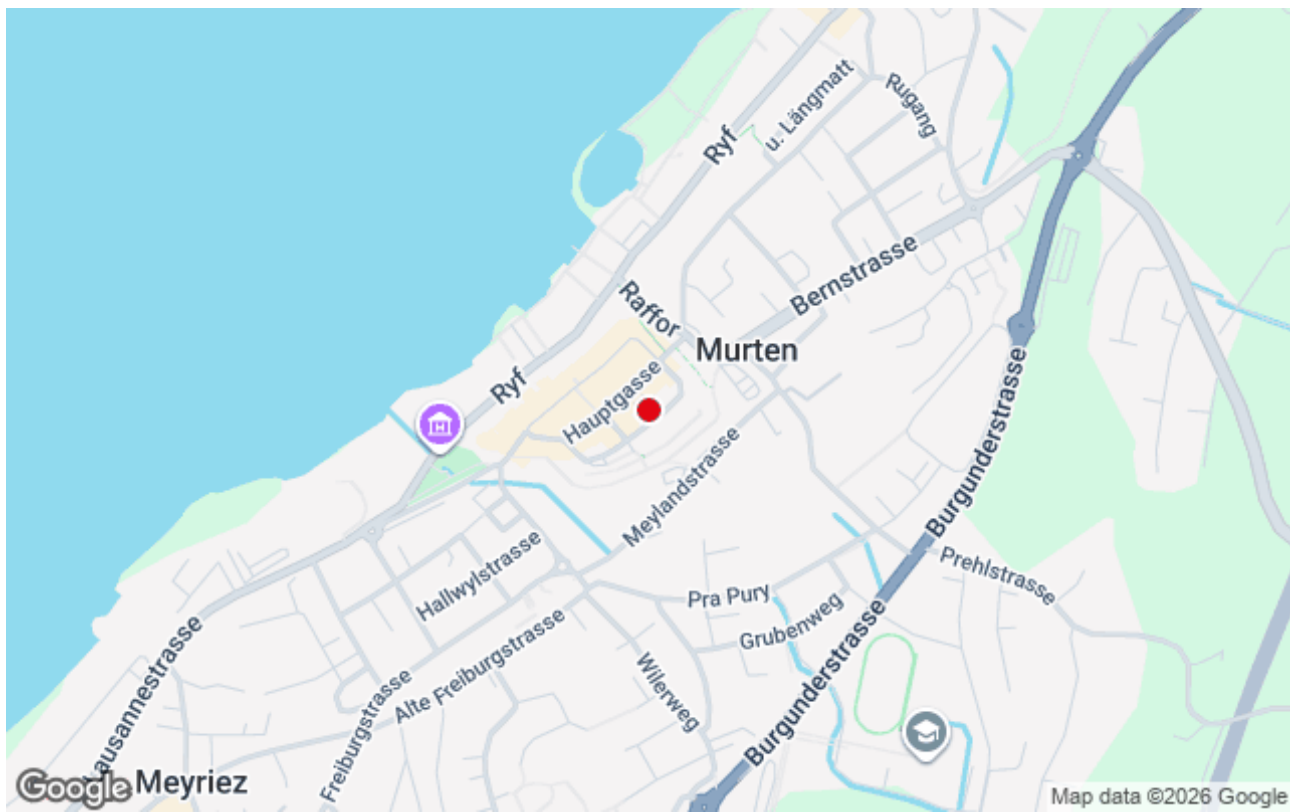 Rugang
u. Längmatt
Ryf
Bernstrasse
Raffor
Murten
Hauptgasse
Ryf
Meylandstrasse
Burgunderstrasse
Prehlstrasse
Hallwylstrasse
Pra Pury
Grubenweg
Alte Freiburgstrasse
Wilerweg
Burgunderstrasse
Lausannestrasse
Freiburgstrasse
Meyriez
Google
Map data ©2026 Google